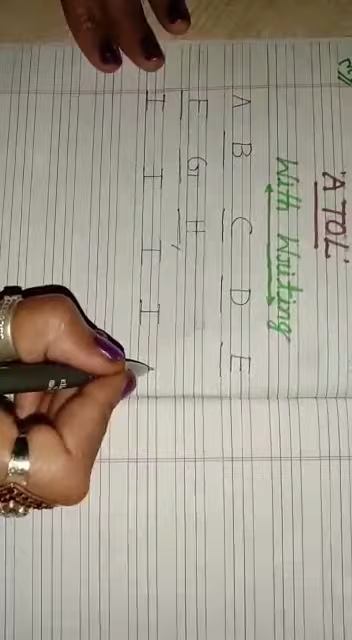 "A TO Z"
With Writing
A B C D E
F G H
I I I I